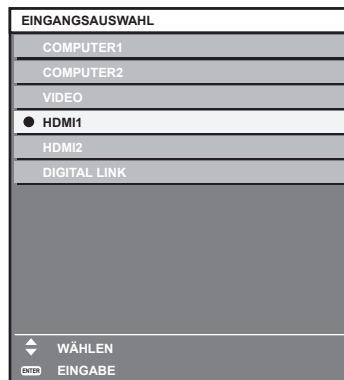 EINGANGSAUSWAHL
COMPUTER1
COMPUTER2
VIDEO
HDMI1
HDMI2
DIGITAL LINK
WÄHLEN
ENTER EINGABE